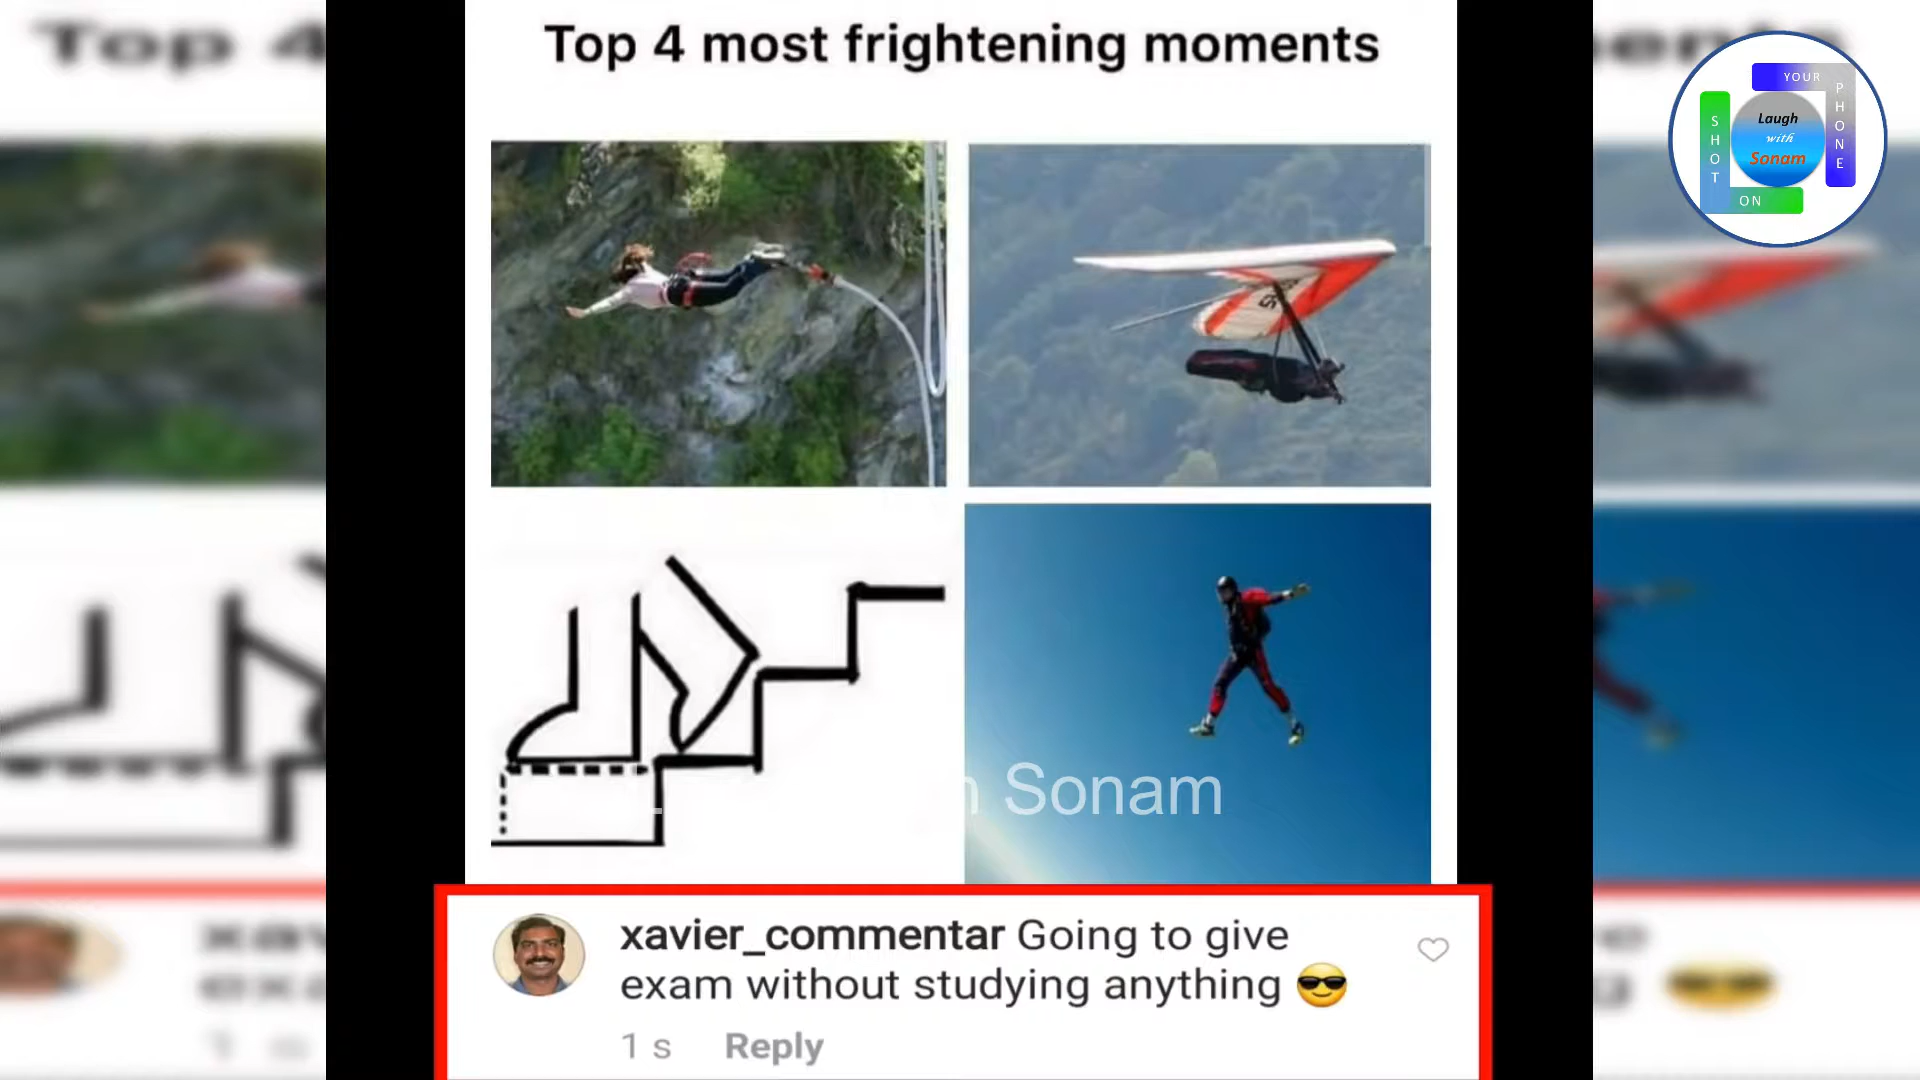 Top 4 most frightening moments
YOUR
PHONE
SHOT
ON
Laugh
with
Sonam
Sonam
xavier_commentar Going to give
exam without studying anything 😎
1 s Reply